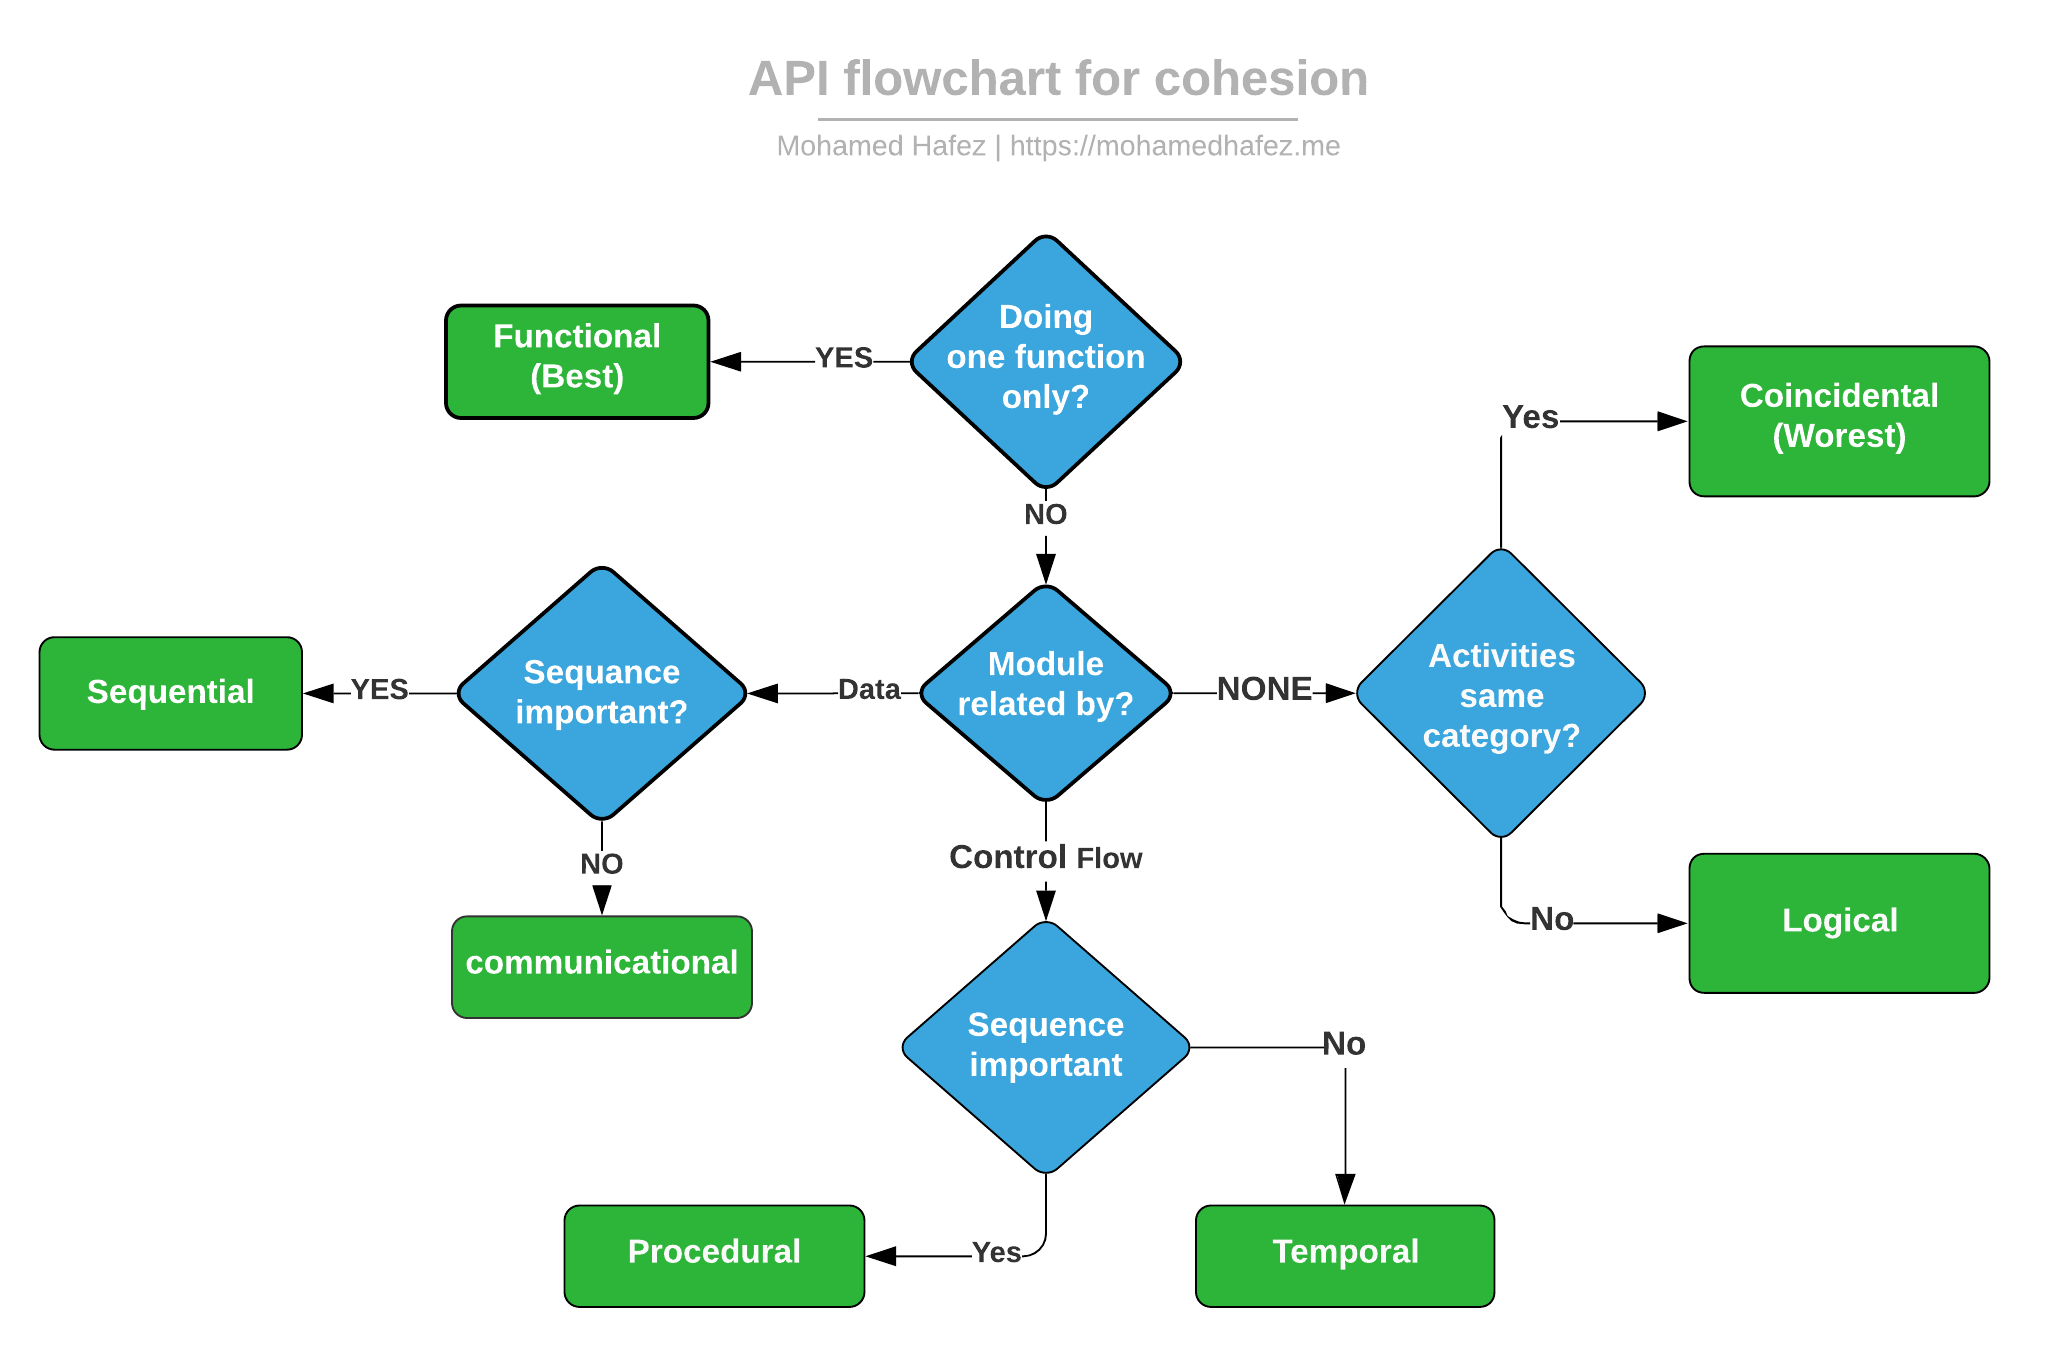 API flowchart for cohesion
Mohamed Hafez | https://mohamedhafez.me
Doing
one function
only?
YES
Functional
(Best)
NO
Module
related by?
Data
Sequance
important?
YES
Sequential
NO
communicational
NONE
Activities
same
category?
Yes
Coincidental
(Worest)
No
Logical
Control Flow
Sequence
important
No
Temporal
Yes
Procedural